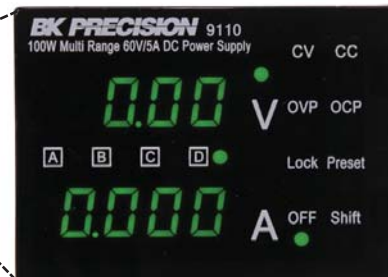 BK PRECISION 9110
100W Multi Range 60V/5A DC Power Supply
CV CC
0.00 V OVP OCP
A B C D Lock Preset
0.000 A OFF Shift